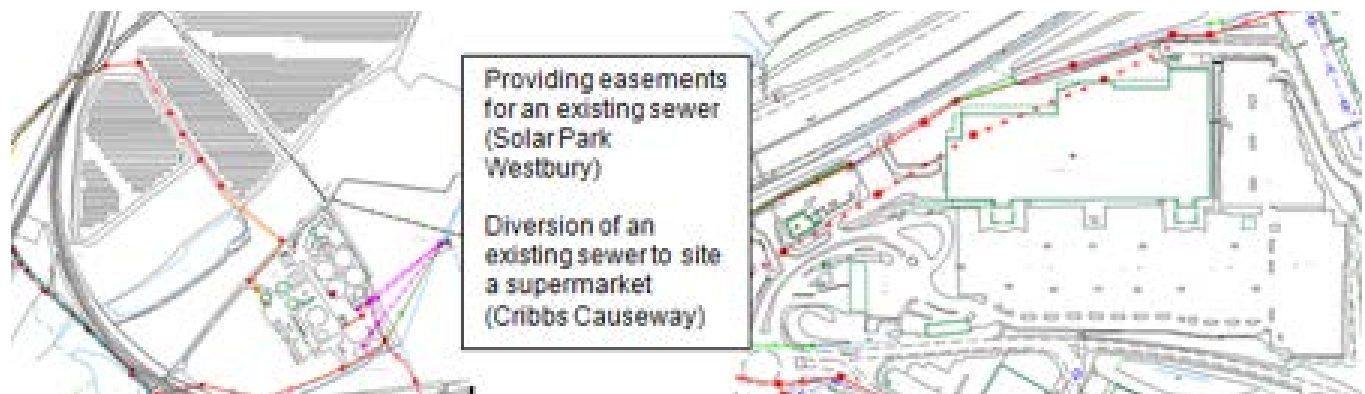 Providing easements
for an existing sewer
(Solar Park
Westbury)
Diversion of an
existing sewer to site
a supermarket
(Cribbs Causeway)